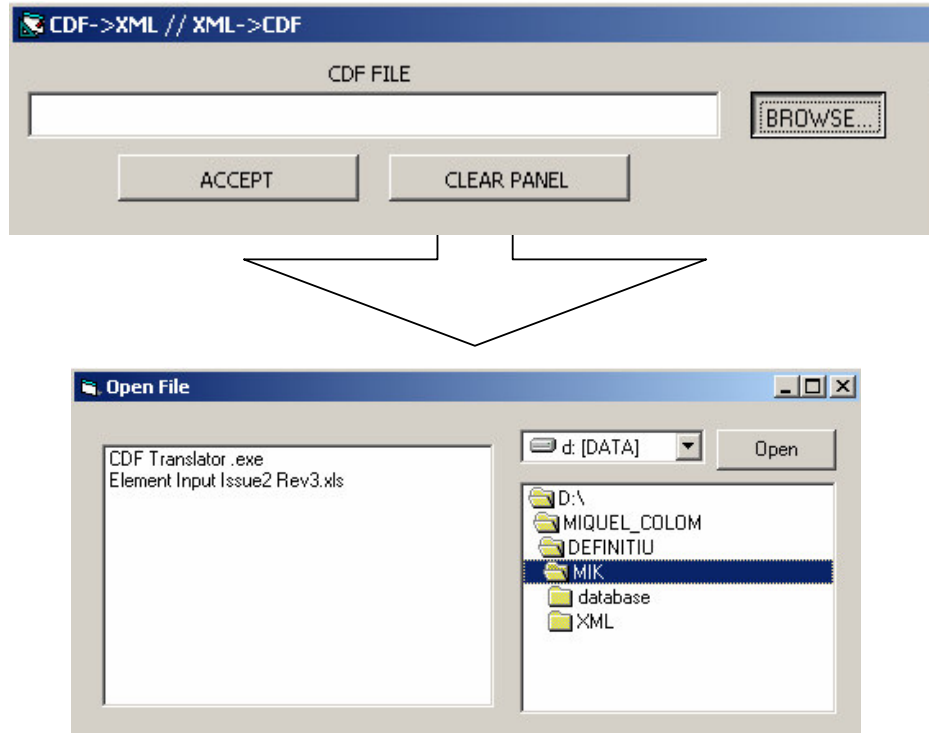 CDF->XML // XML->CDF
CDF FILE
BROWSE...
ACCEPT
CLEAR PANEL
Open File
CDF Translator .exe
Element Input Issue2 Rev3.xls
d: [DATA]
Open
D:\
MIQUEL_COLOM
DEFINITIU
MIK
database
XML